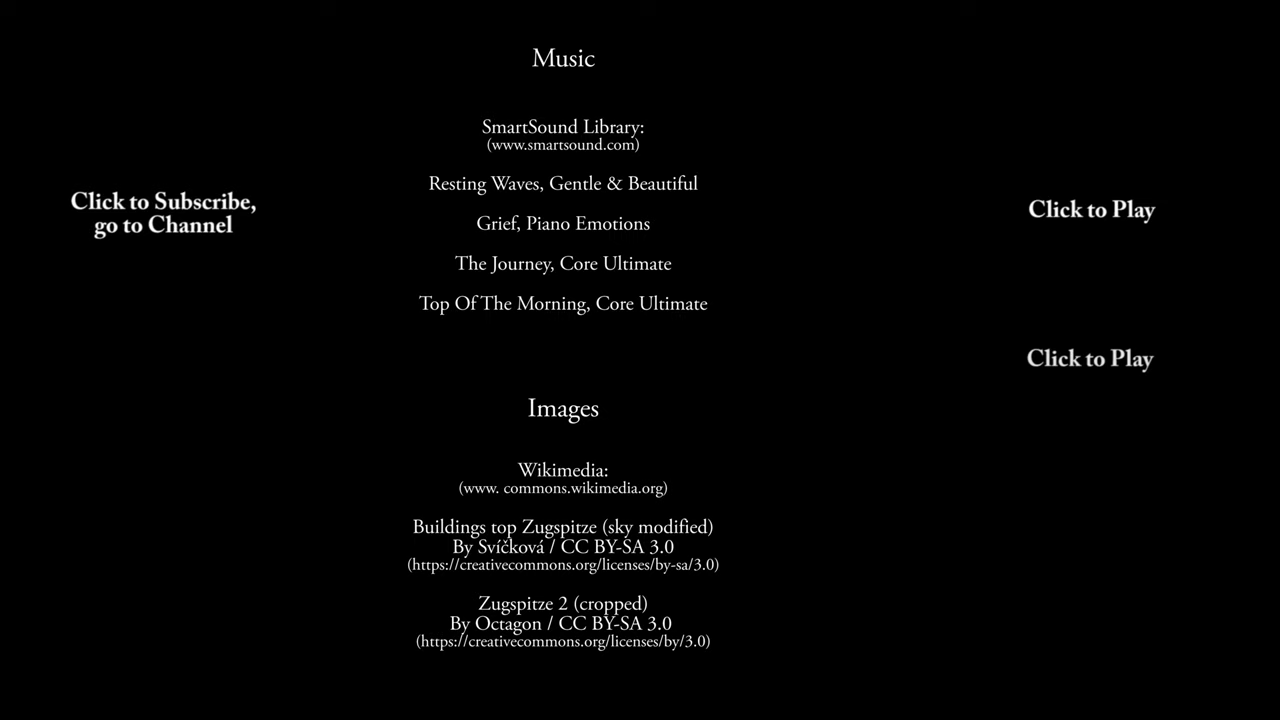 Music
SmartSound Library:
(www.smartsound.com)
Resting Waves, Gentle & Beautiful
Grief, Piano Emotions
The Journey, Core Ultimate
Top Of The Morning, Core Ultimate
Click to Subscribe,
go to Channel
Click to Play
Click to Play
Images
Wikimedia:
(www. commons.wikimedia.org)
Buildings top Zugspitze (sky modified)
By Svíčková / CC BY-SA 3.0
(https://creativecommons.org/licenses/by-sa/3.0)
Zugspitze 2 (cropped)
By Octagon / CC BY-SA 3.0
(https://creativecommons.org/licenses/by/3.0)